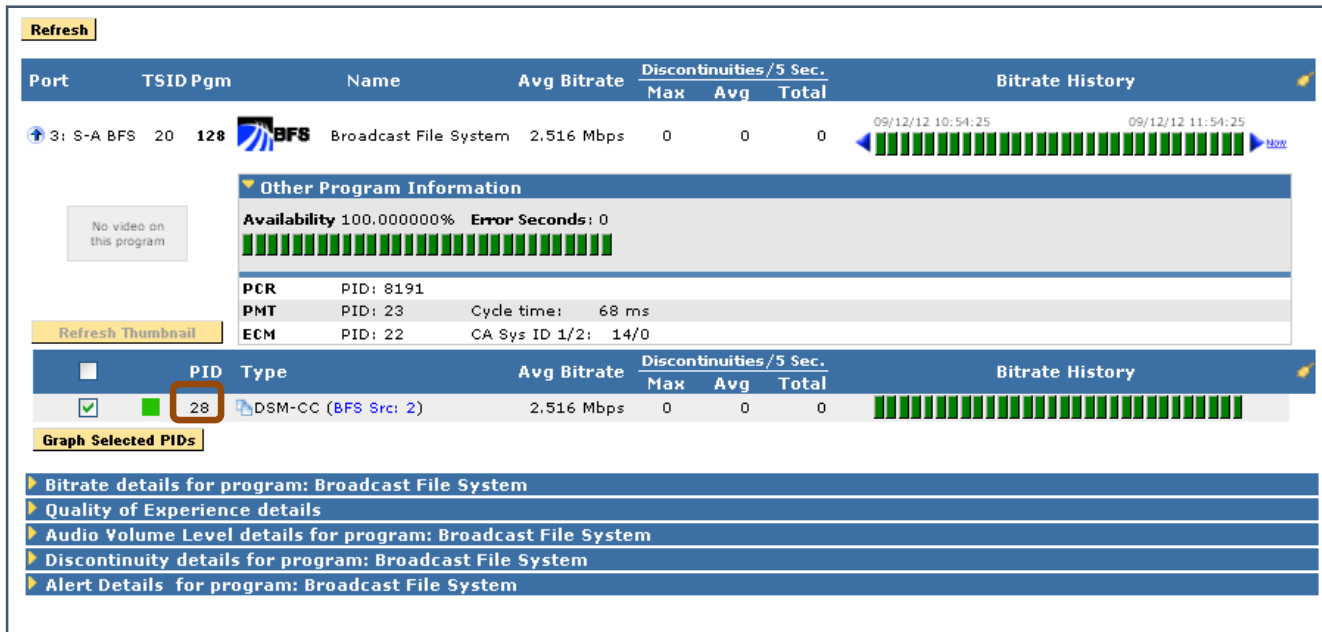 Refresh
Port TSID Pgm Name Avg Bitrate Discontinuities/5 Sec. Bitrate History
Max Avg Total
3: S-A BFS 20 128 BFS Broadcast File System 2.516 Mbps 0 0 0 09/12/12 10:54:25 09/12/12 11:54:25 Now
Other Program Information
No video on this program
Availability 100.000000% Error Seconds: 0
PCR PID: 8191
PMT PID: 23 Cycle time: 68 ms
Refresh Thumbnail
ECM PID: 22 CA Sys ID 1/2: 14/0
PID Type Avg Bitrate Discontinuities/5 Sec. Bitrate History
Max Avg Total
28 DSM-CC (BFS Src: 2) 2.516 Mbps 0 0 0
Graph Selected PIDs
Bitrate details for program: Broadcast File System
Quality of Experience details
Audio Volume Level details for program: Broadcast File System
Discontinuity details for program: Broadcast File System
Alert Details for program: Broadcast File System